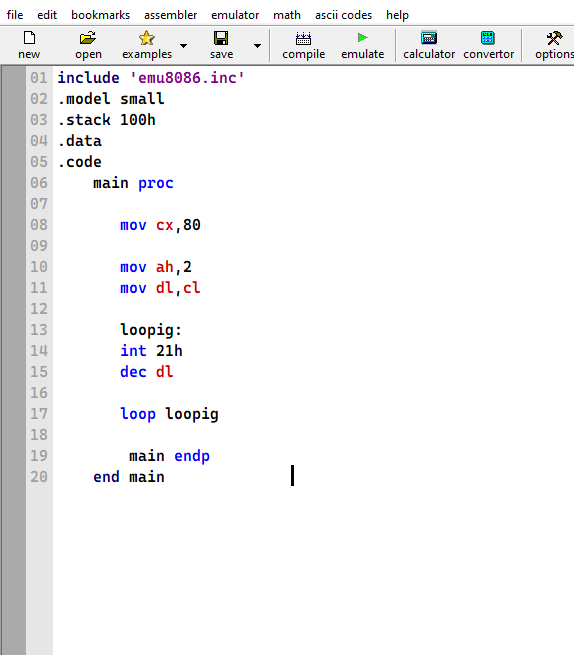 file edit bookmarks assembler emulator math ascii codes help
new open examples save compile emulate calculator convertor options
01 include 'emu8086.inc'
02 .model small
03 .stack 100h
04 .data
05 .code
06 main proc
07
08 mov cx,80
09
10 mov ah,2
11 mov dl,cl
12
13 loopig:
14 int 21h
15 dec dl
16
17 loop loopig
18
19 main endp
20 end main